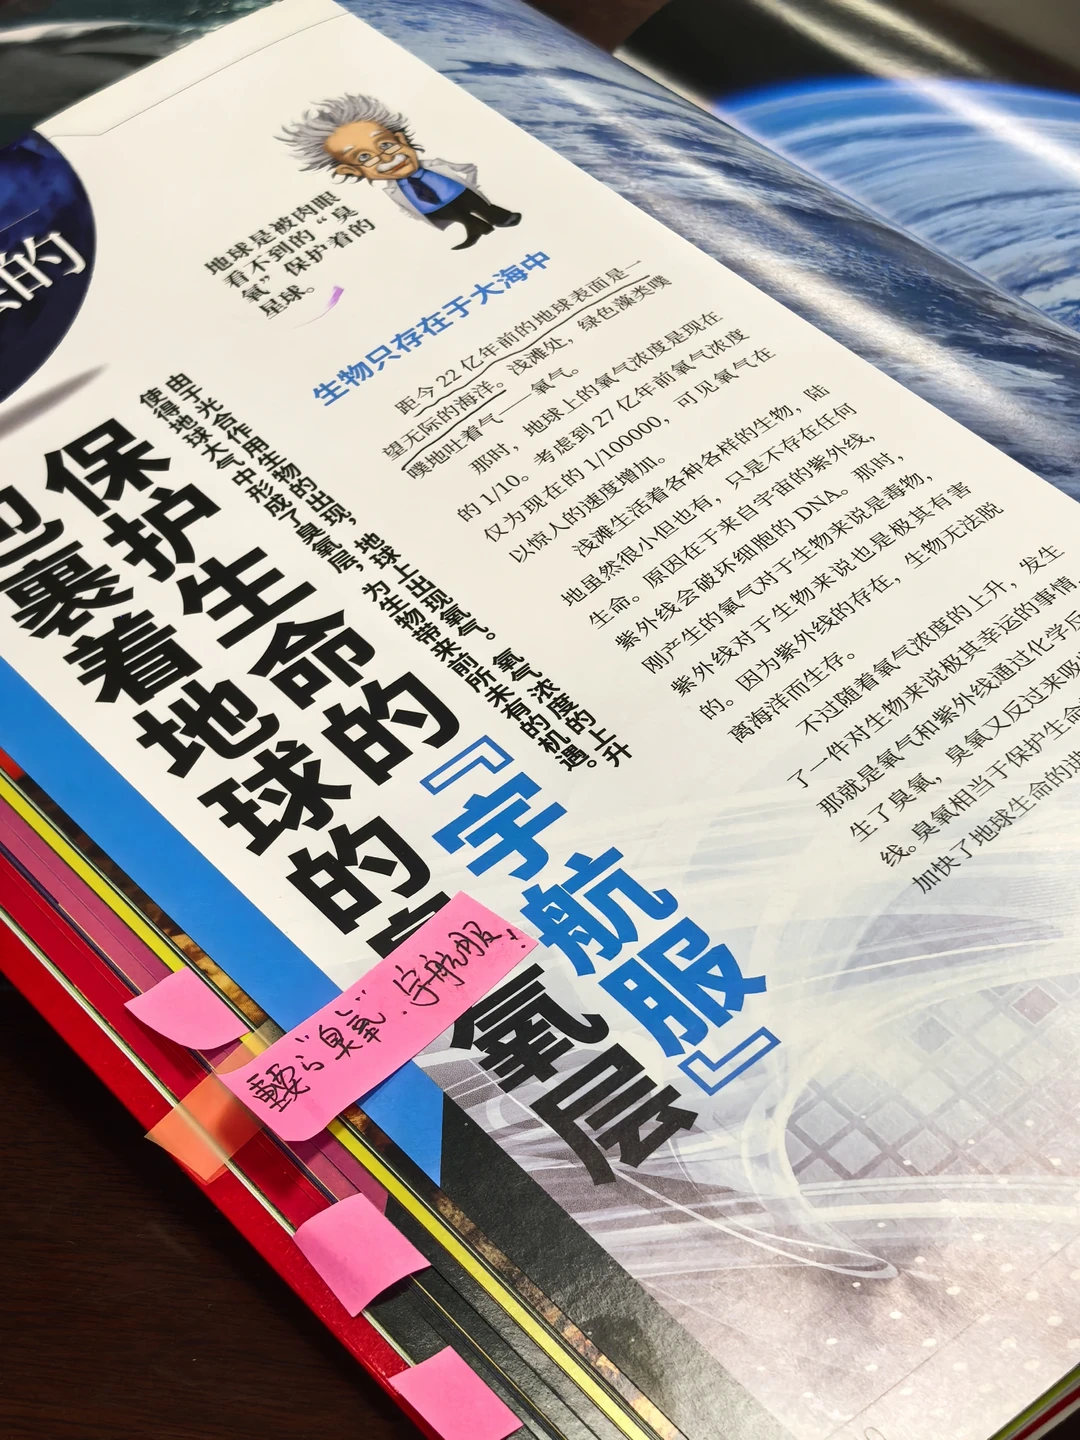 的
地球是被肉眼
看不到的“臭
氧”保护着的
星球。
生物只存在于大海中
距今22亿年前的地球表面是一
望无际的海洋。浅滩处，绿色藻类噗
噗地吐着气——氧气。
那时，地球上的氧气浓度是现在
的1/10。考虑到27亿年前氧气浓度
仅为现在的1/100000，可见氧气在
以惊人的速度增加。
浅滩生活着各种各样的生物，陆
地虽然很小但也有，只是不存在任何
生命。原因在于来自宇宙的紫外线，
紫外线会破坏细胞的DNA。那时，
刚产生的氧气对于生物来说是毒物，
紫外线对于生物来说也是极其有害
的。因为紫外线的存在，生物无法脱
离海洋而生存。
不过随着氧气浓度的上升，发生
了一件对生物来说极其幸运的事情，
那就是氧气和紫外线通过化学反
生了臭氧，臭氧又反过来吸
线。臭氧相当于保护生命
加快了地球生命的进
由于光合作用生物的出现，地球上出现氧气。氧气浓度的上升
使得地球大气中形成了臭氧层，为生物带来前所未有的机遇。
保护生命的『宇航服』
包裹着地球的
氧层
“臭氧”宇航服！